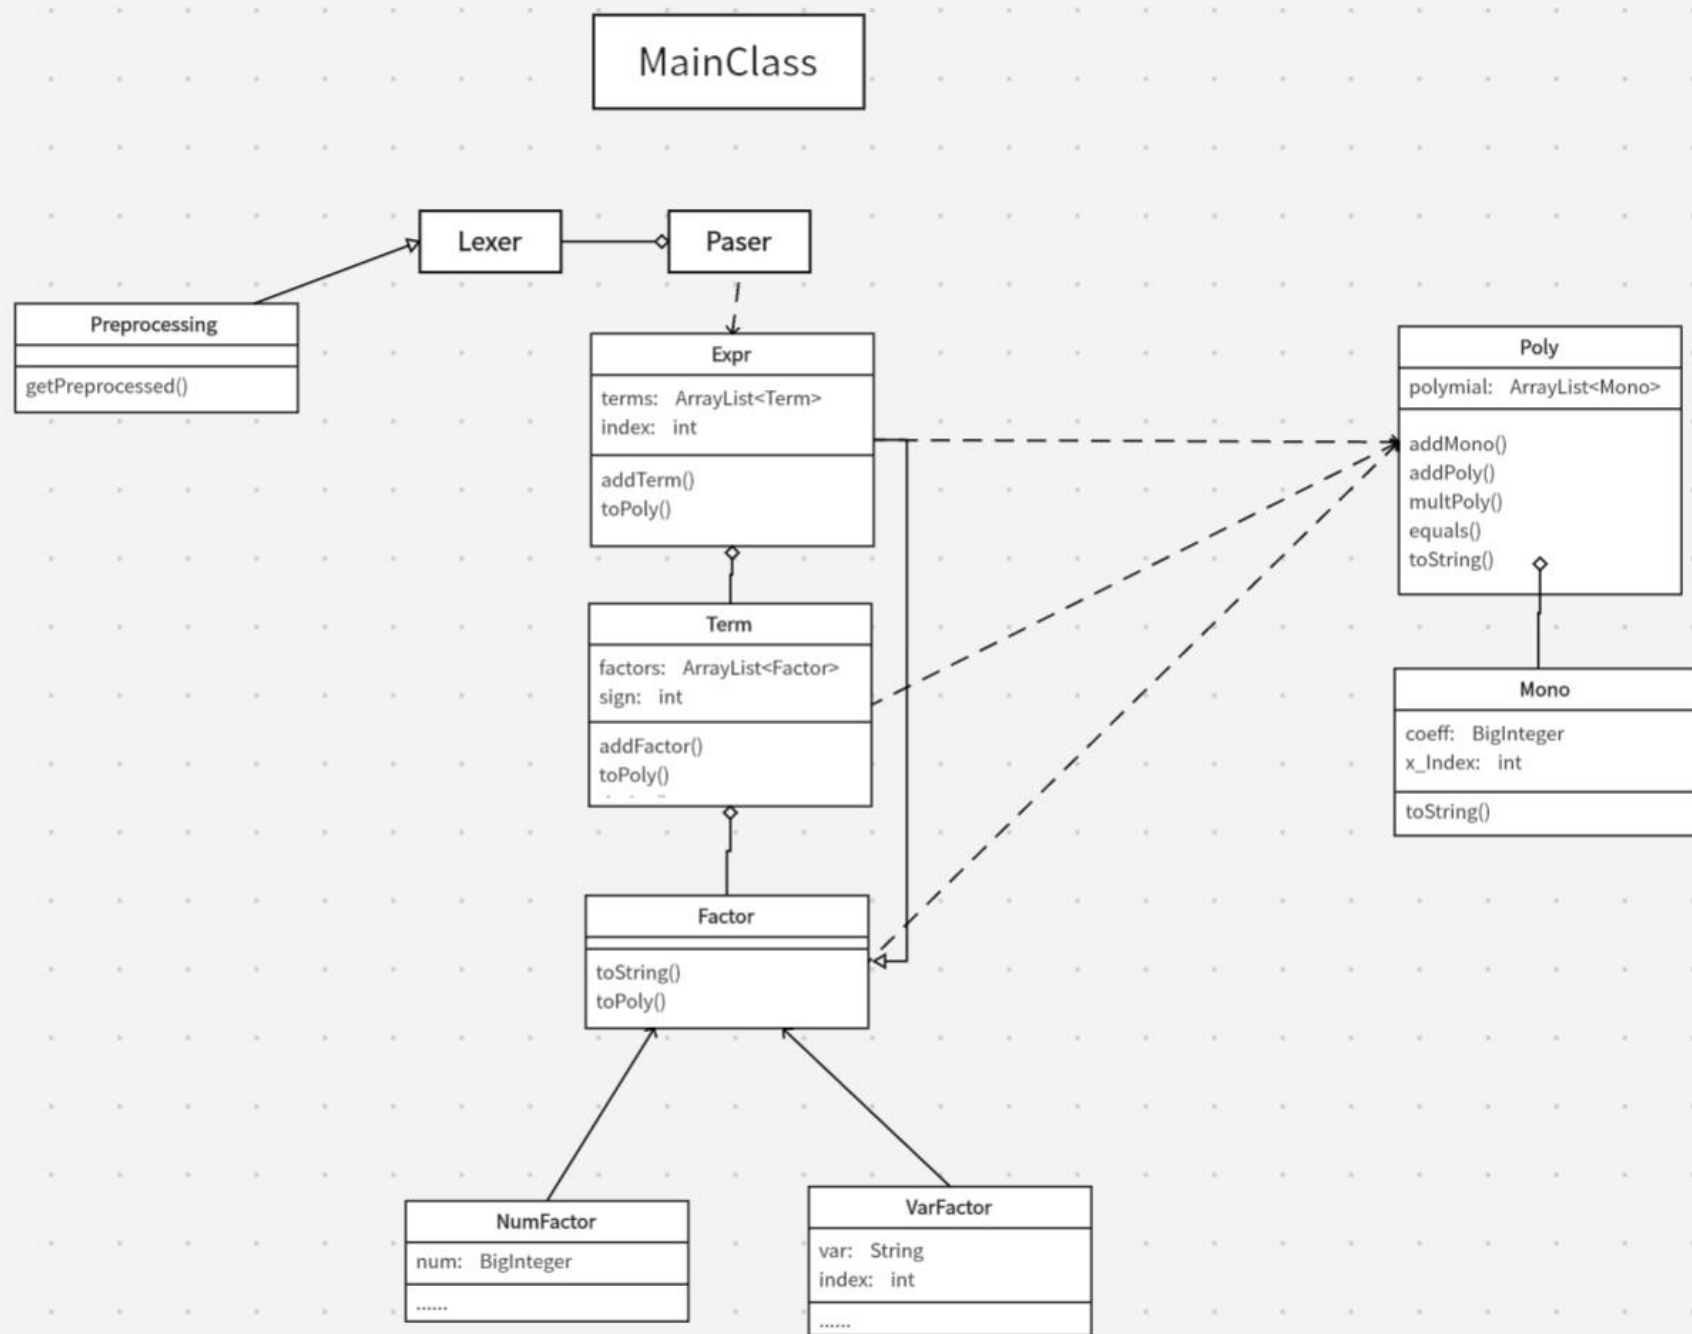 MainClass
Lexer
Paser
Preprocessing
getPreprocessed()
Expr
terms: ArrayList<Term>
index: int
addTerm()
toPoly()
Poly
polymial: ArrayList<Mono>
addMono()
addPoly()
multPoly()
equals()
toString()
Term
factors: ArrayList<Factor>
sign: int
addFactor()
toPoly()
Mono
coeff: BigInteger
x_Index: int
toString()
Factor
toString()
toPoly()
NumFactor
num: BigInteger
......
VarFactor
var: String
index: int
......